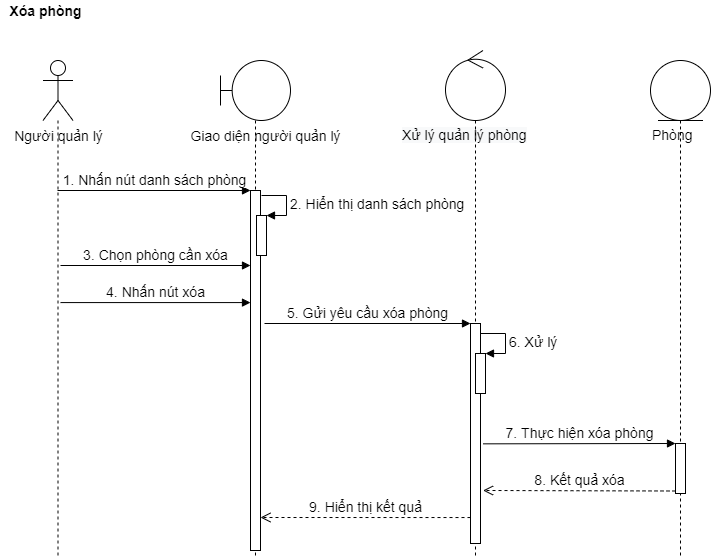 Xóa phòng
Người quản lý
Giao diện người quản lý
Xử lý quản lý phòng
Phòng
1. Nhấn nút danh sách phòng
2. Hiển thị danh sách phòng
3. Chọn phòng cần xóa
4. Nhấn nút xóa
5. Gửi yêu cầu xóa phòng
6. Xử lý
7. Thực hiện xóa phòng
8. Kết quả xóa
9. Hiển thị kết quả